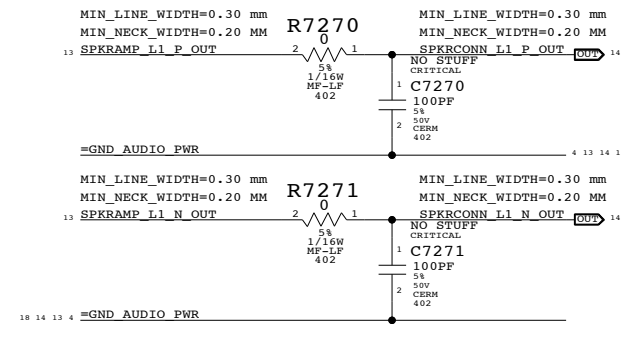 MIN_LINE_WIDTH=0.30 mm
MIN_NECK_WIDTH=0.20 MM
13 SPKRAMP_L1_P_OUT
R7270
0
2 1
5%
1/16W
MF-LF
402
MIN_LINE_WIDTH=0.30 mm
MIN_NECK_WIDTH=0.20 MM
SPKRCONN_L1_P_OUT OUT 14
NO STUFF
CRITICAL
1 C7270
100PF
5%
50V
2 CERM
402
=GND_AUDIO_PWR 4 13 14 1
MIN_LINE_WIDTH=0.30 mm
MIN_NECK_WIDTH=0.20 MM
13 SPKRAMP_L1_N_OUT
R7271
0
2 1
5%
1/16W
MF-LF
402
MIN_LINE_WIDTH=0.30 mm
MIN_NECK_WIDTH=0.20 MM
SPKRCONN_L1_N_OUT OUT 14
NO STUFF
CRITICAL
1 C7271
100PF
5%
50V
2 CERM
402
18 14 13 4 =GND_AUDIO_PWR